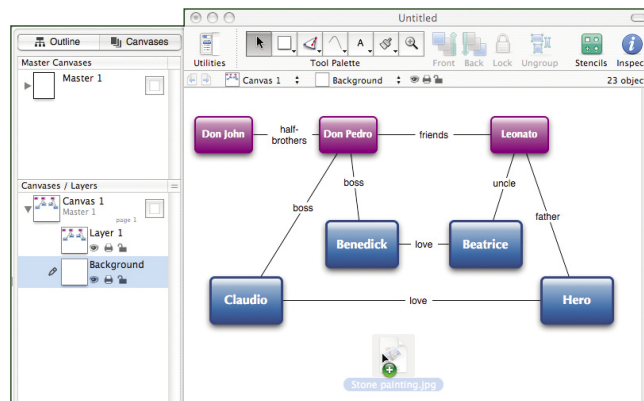 Untitled
Outline
Canvases
Utilities
Tool Palette
Front
Back
Lock
Ungroup
Stencils
Inspec
Master Canvases
Master 1
Canvas 1
Background
23 objec
Don John
half-
brothers
Don Pedro
friends
Leonato
Canvases / Layers
Canvas 1
Master 1
page 1
Layer 1
Background
boss
boss
uncle
father
Benedick
love
Beatrice
Claudio
love
Hero
Stone painting.jpg